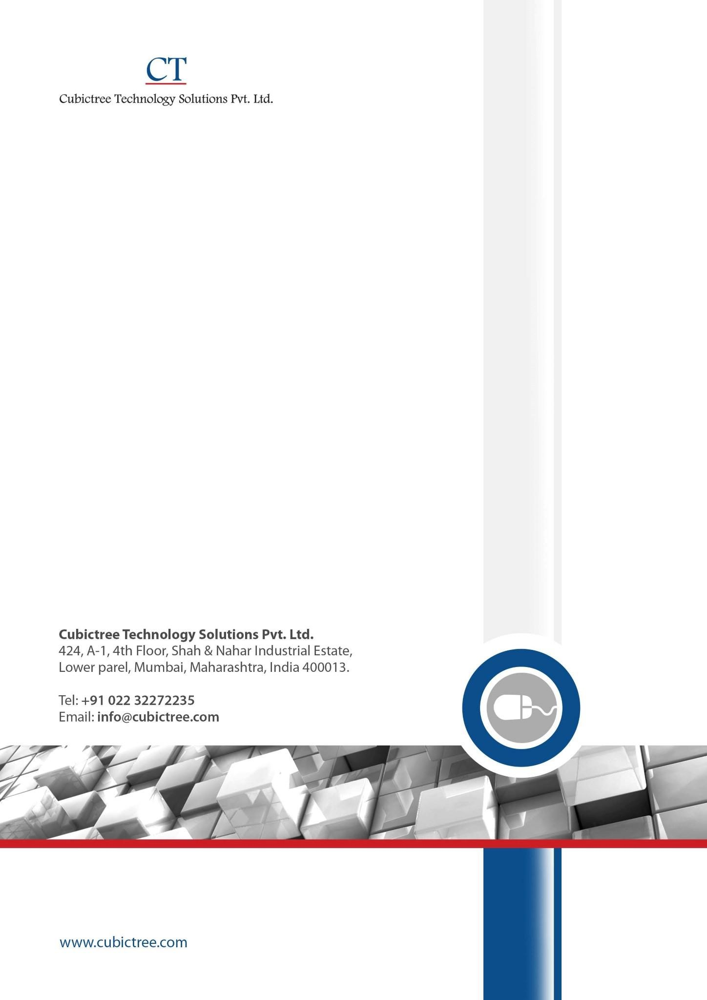 CT
Cubictree Technology Solutions Pvt. Ltd.
Cubictree Technology Solutions Pvt. Ltd.
424, A-1, 4th Floor, Shah & Nahar Industrial Estate,
Lower parel, Mumbai, Maharashtra, India 400013.
Tel: +91 022 32272235
Email: info@cubictree.com
www.cubictree.com